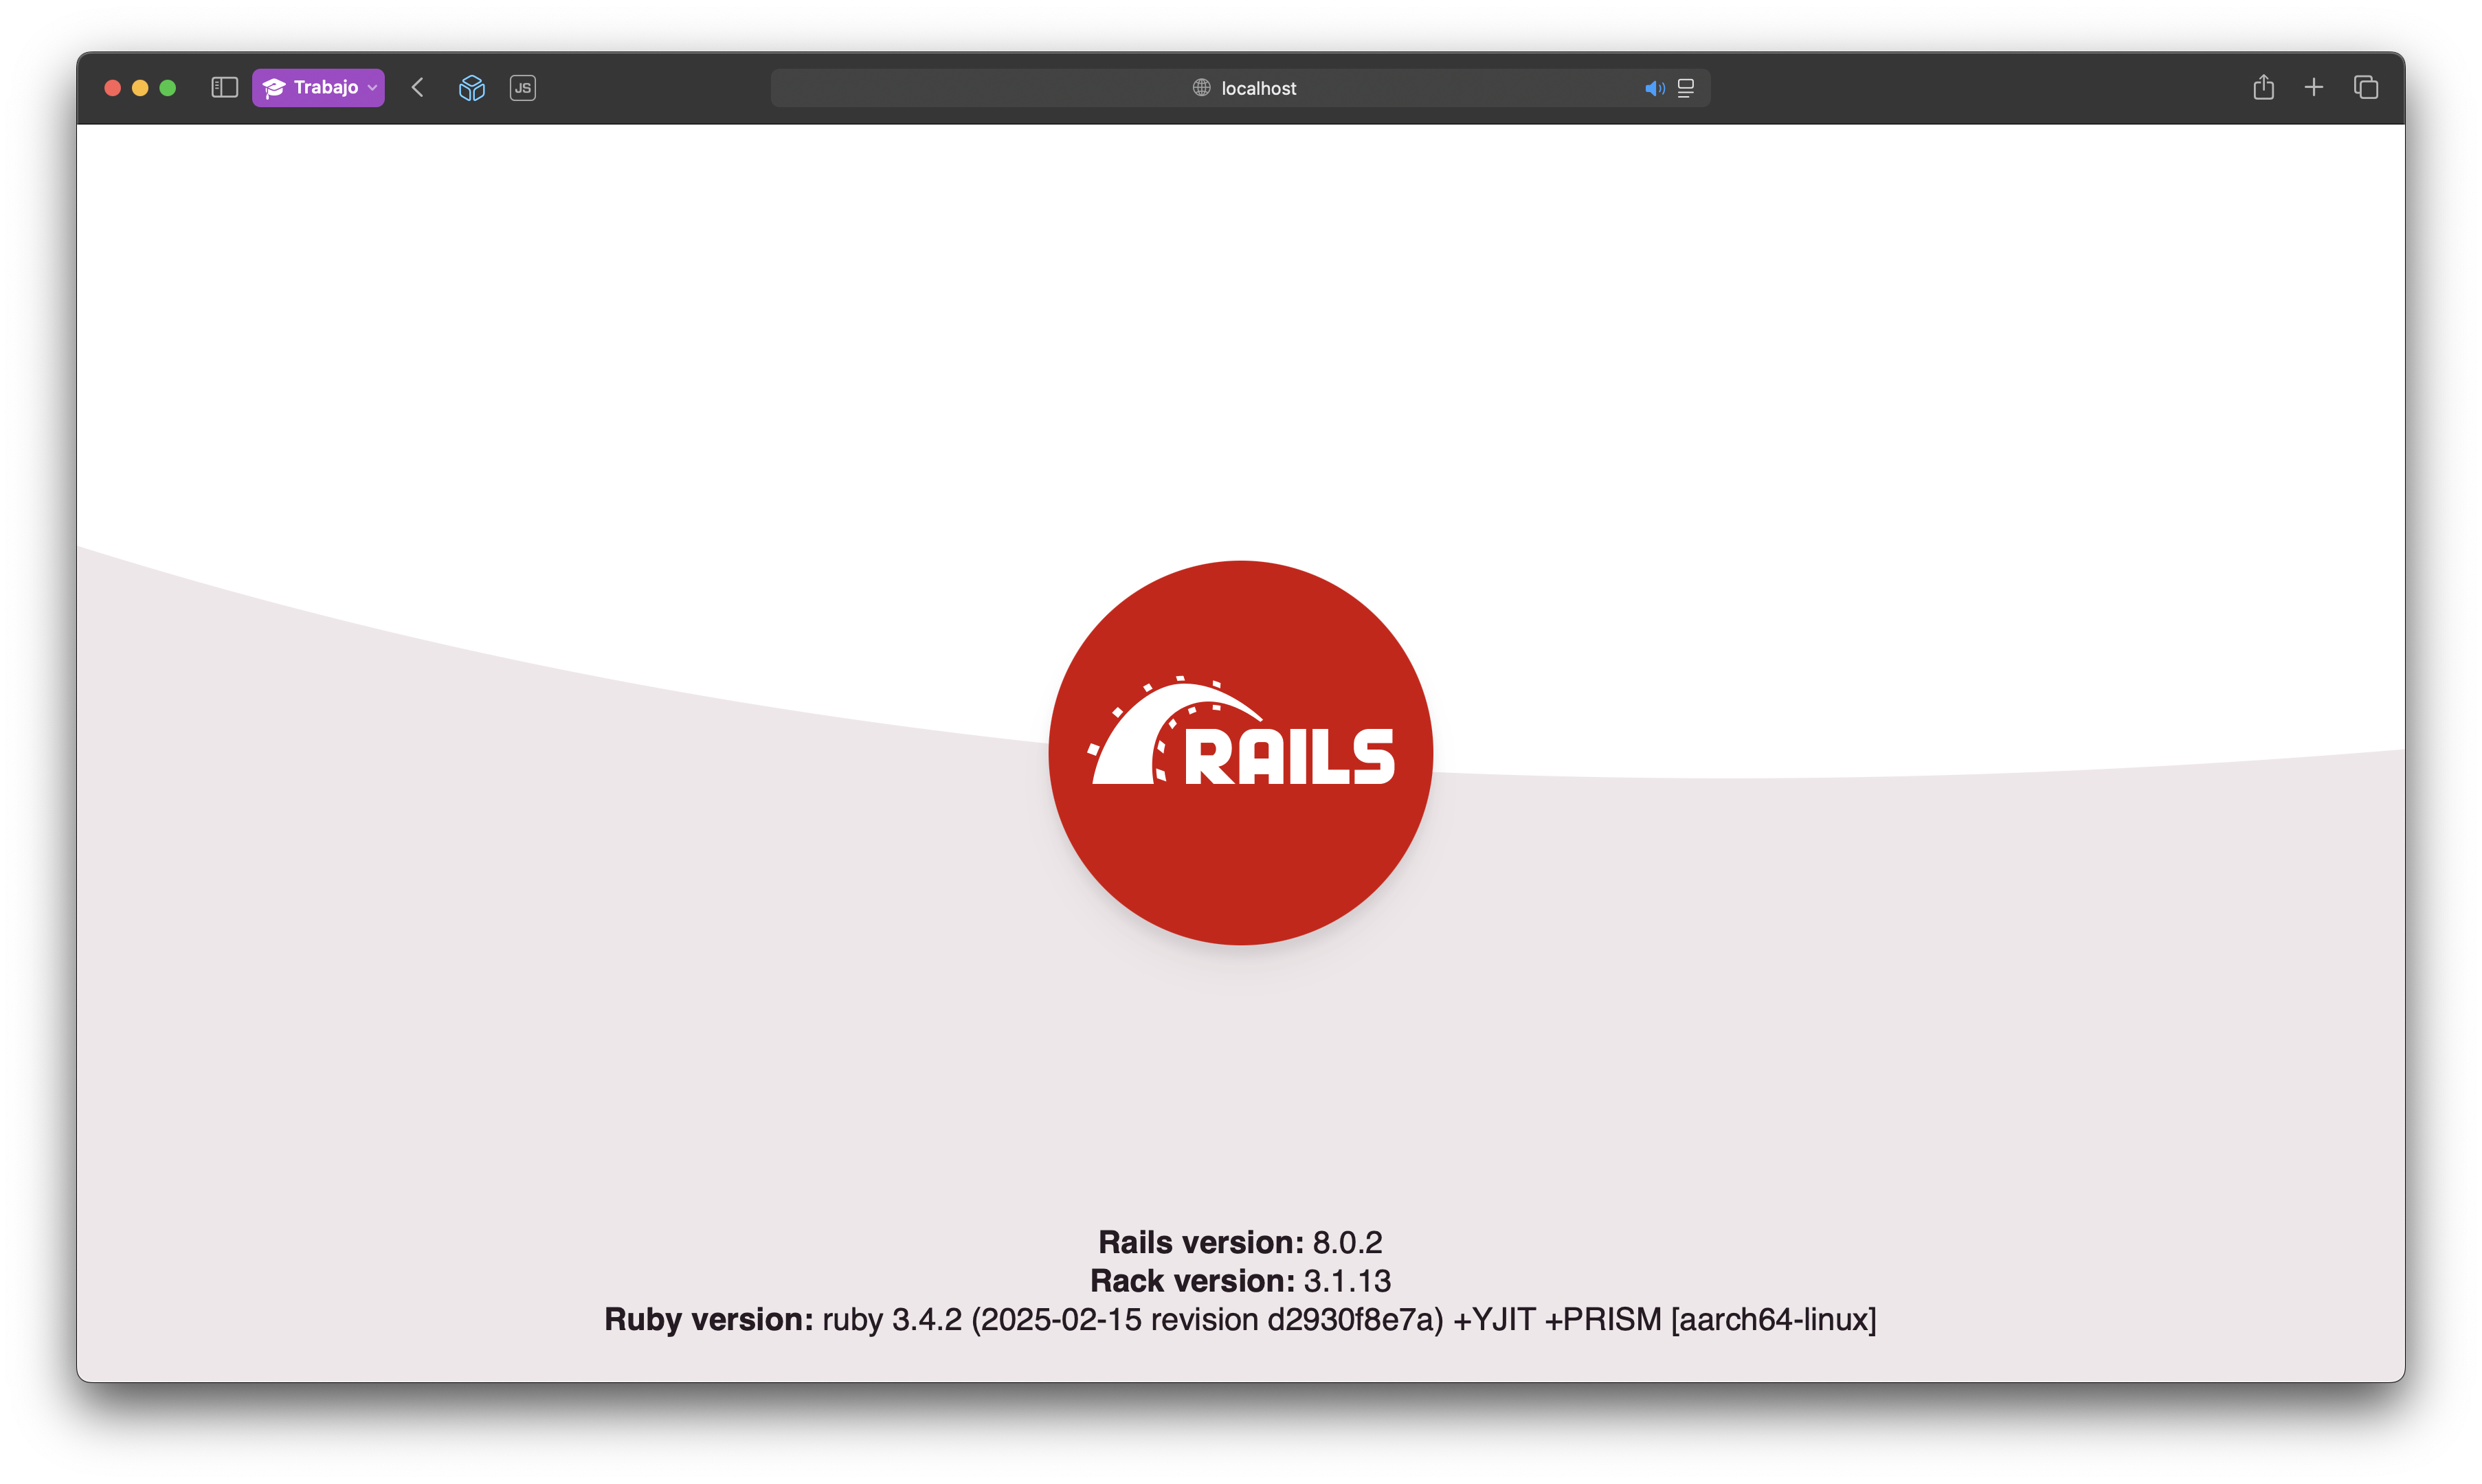 Trabajo
JS
localhost
RAILS
Rails version: 8.0.2
Rack version: 3.1.13
Ruby version: ruby 3.4.2 (2025-02-15 revision d2930f8e7a) +YJIT +PRISM [aarch64-linux]